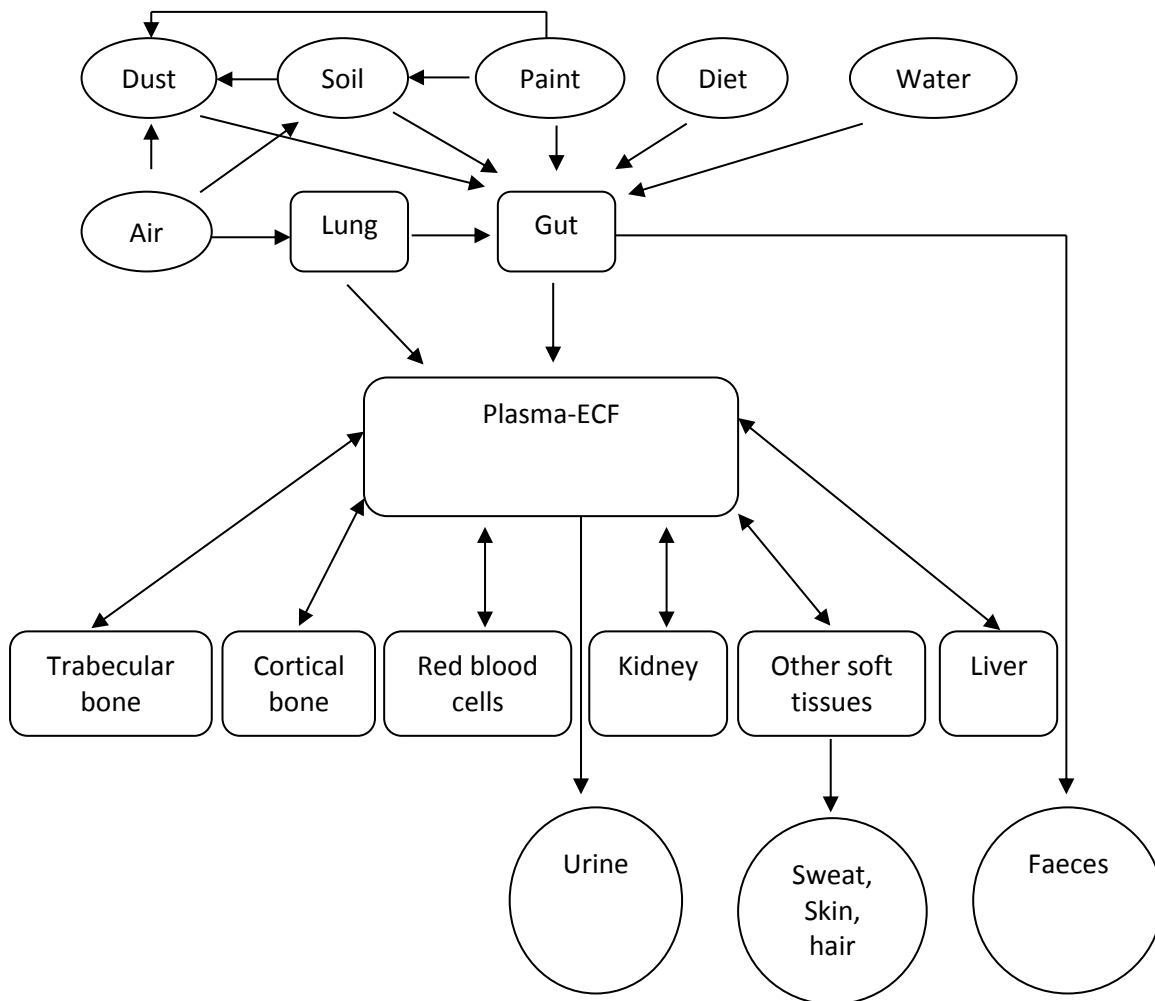 Dust
Soil
Paint
Diet
Water
Air
Lung
Gut
Plasma-ECF
Trabecular
bone
Cortical
bone
Red blood
cells
Kidney
Other soft
tissues
Liver
Urine
Sweat,
Skin,
hair
Faeces